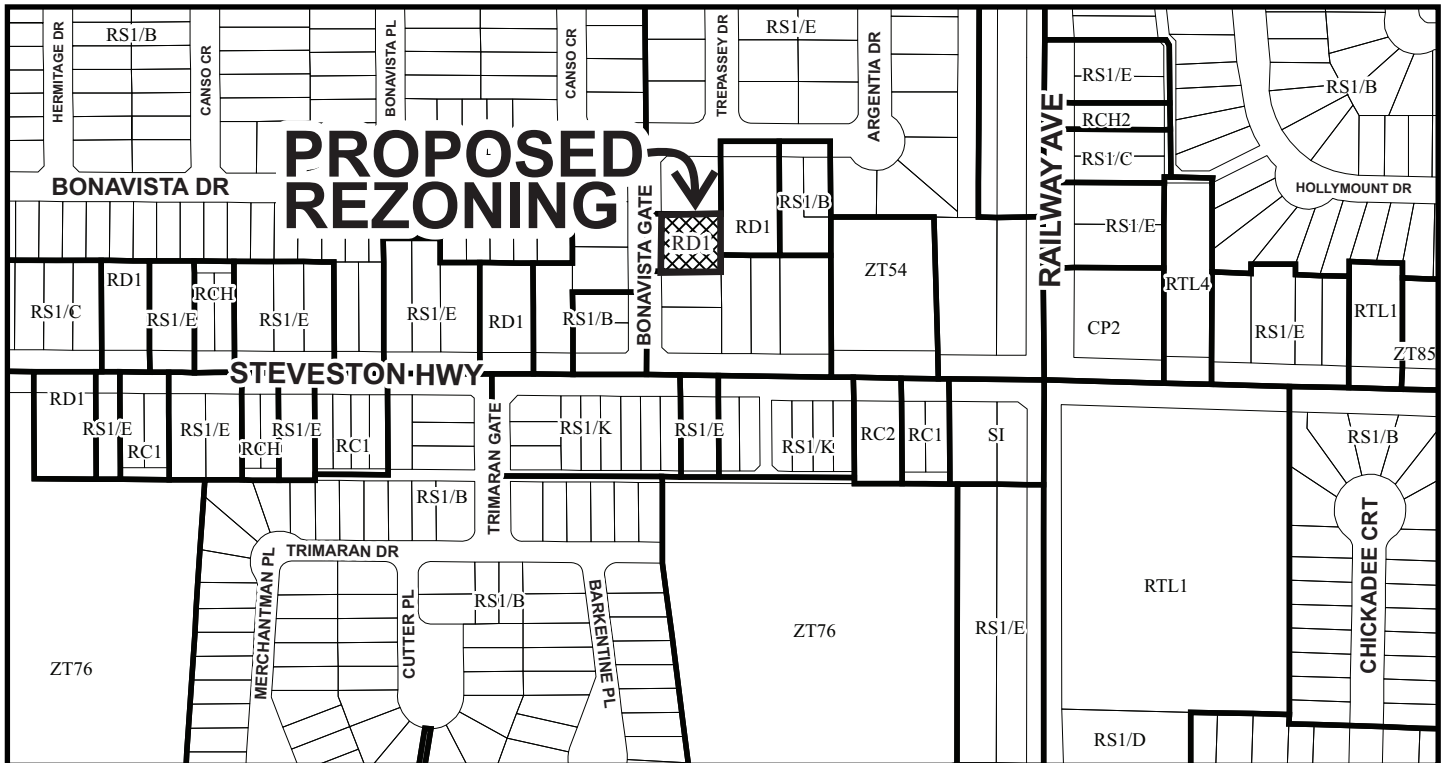 HERMITAGE DR
RS1/B
CANSO CR
BONAVISTA PL
CANSO CR
TREPASSEY DR
RS1/E
ARGENTIA DR
RAILWAY AVE
RS1/E
RCH2
RS1/C
RS1/E
RS1/B
HOLLYMOUNT DR
PROPOSED
REZONING
L
BONAVISTA DR
BONAVISTA GATE
RD1
RD1
RS1/B
ZT54
RS1/C
RD1
RS1/E
RCH
RS1/E
RS1/E
RD1
RS1/B
CP2
RTL4
RS1/E
RTL1
ZT85
STEVESTON HWY
RD1
RS1/E
RC1
RS1/E
RCH
RS1/E
RC1
TRIMARAN GATE
RS1/K
RS1/E
RS1/K
RC2
RC1
SI
RS1/B
RS1/B
TRIMARAN DR
MERCHANTMAN PL
CUTTER PL
RS1/B
BARKENTINE PL
ZT76
ZT76
RS1/E
RTL1
CHICKADEE CRT
RS1/D